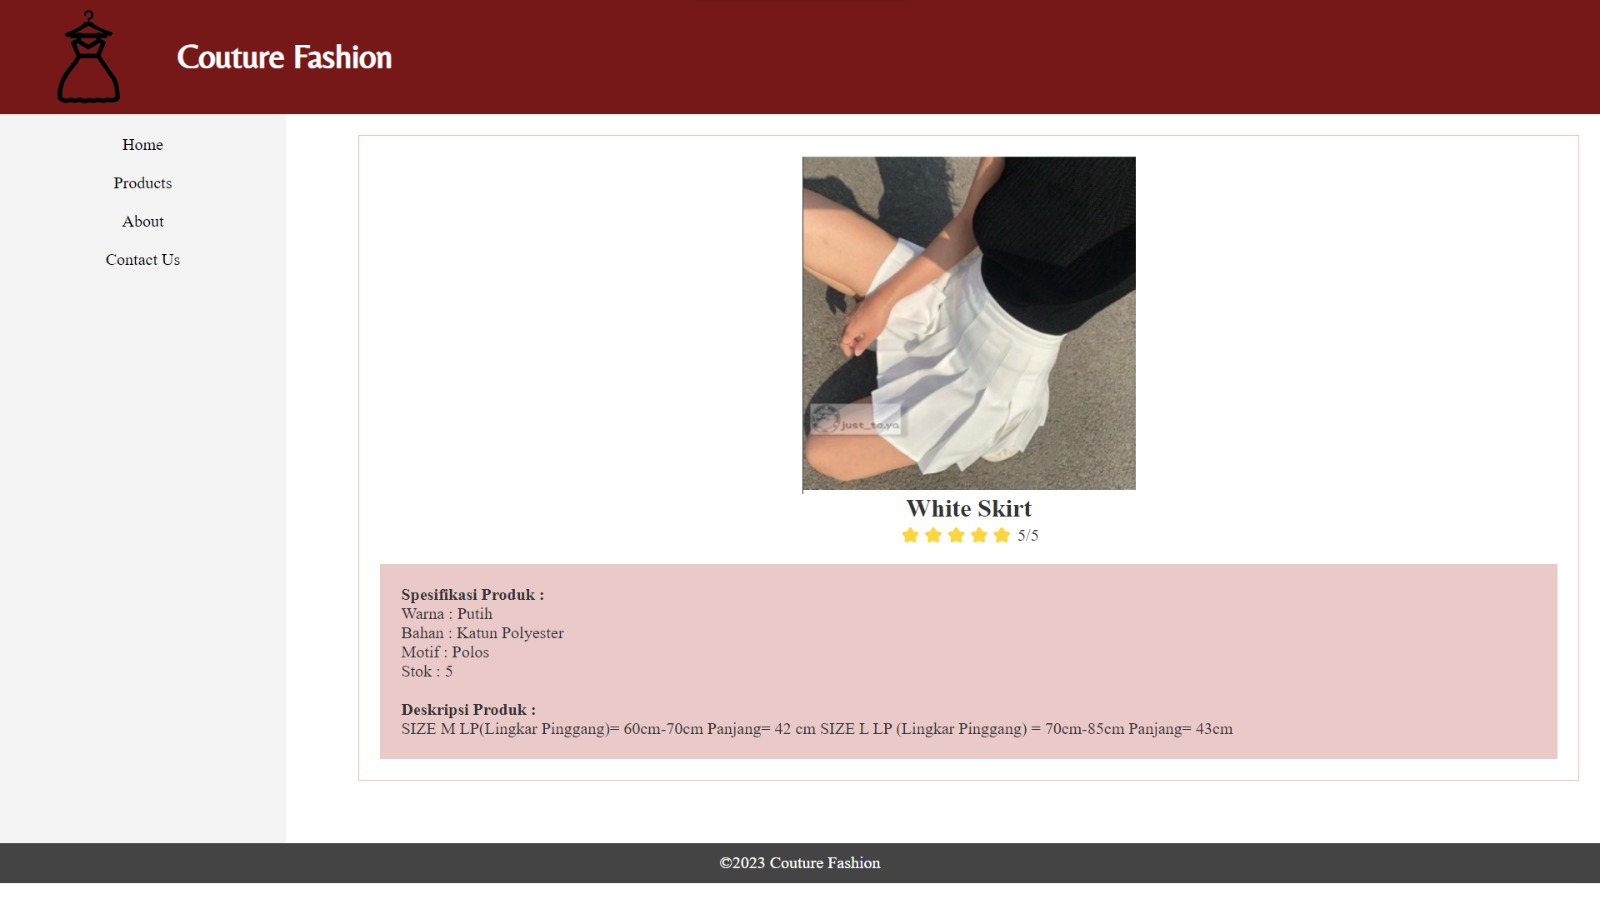 Couture Fashion
Home
Products
About
Contact Us
just_to.ya
White Skirt
5/5
Spesifikasi Produk :
Warna : Putih
Bahan : Katun Polyester
Motif : Polos
Stok : 5
Deskripsi Produk :
SIZE M LP(Lingkar Pinggang)= 60cm-70cm Panjang= 42 cm SIZE L LP (Lingkar Pinggang) = 70cm-85cm Panjang= 43cm
©2023 Couture Fashion